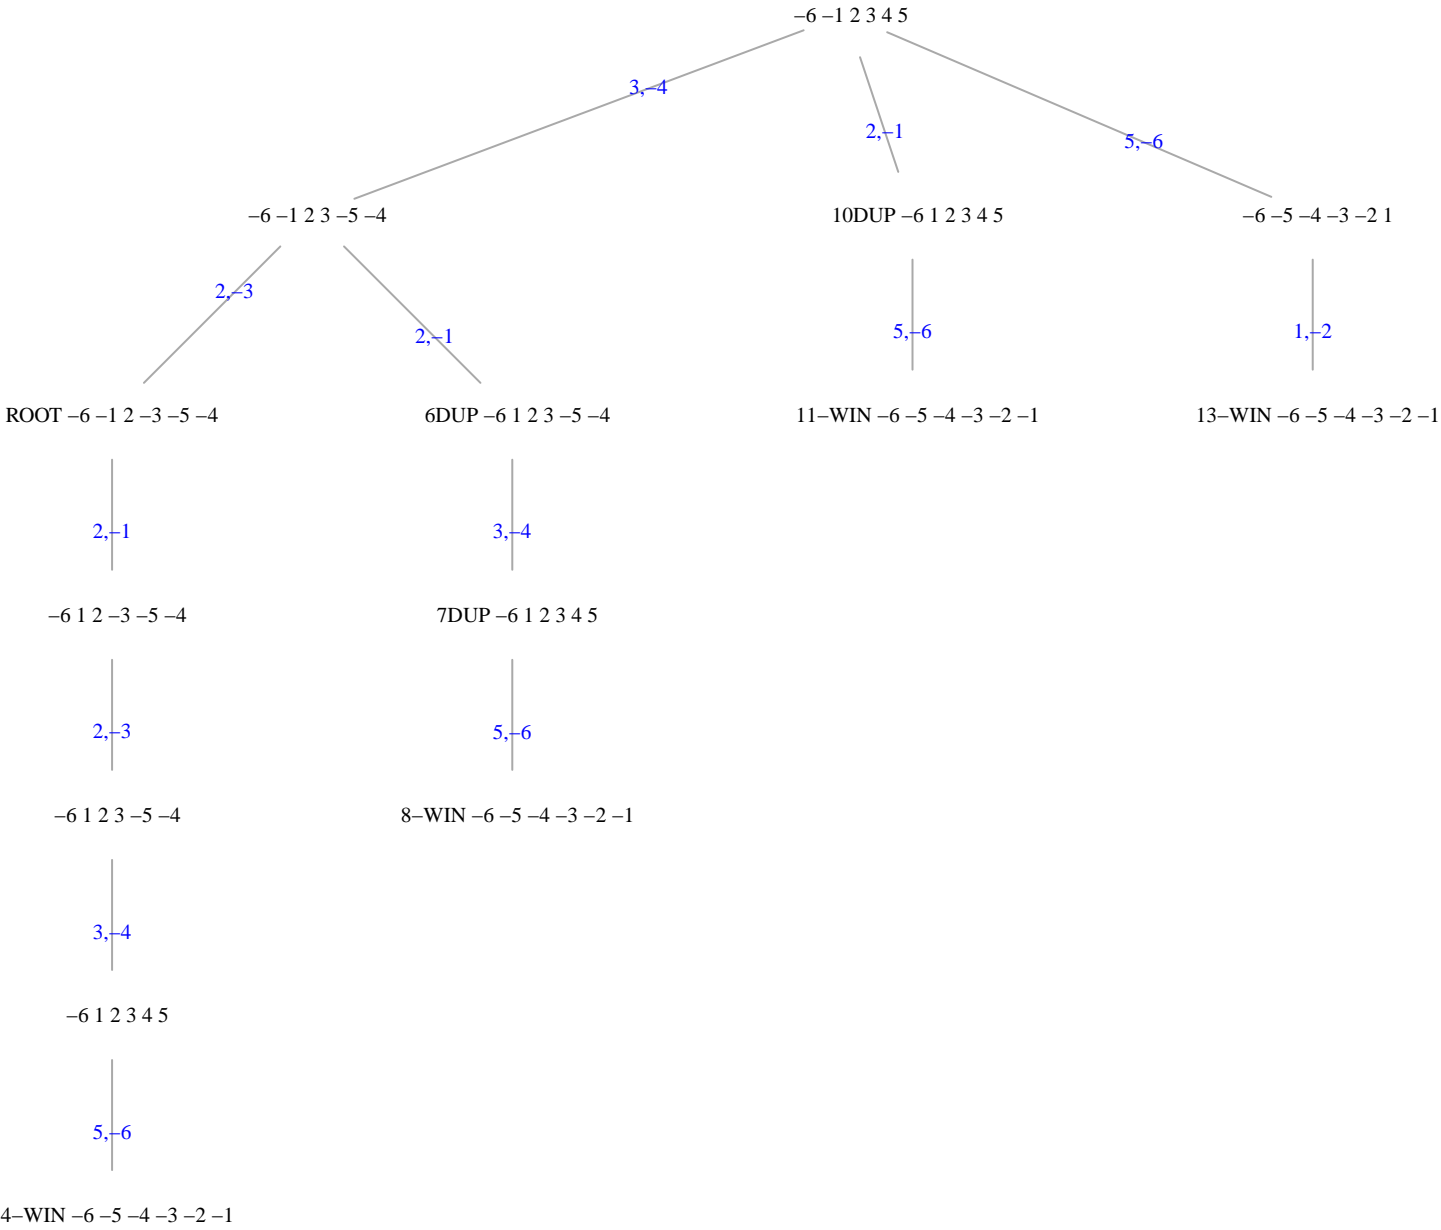 –6 –1 2 3 4 5
3,–4
2,–1
5,–6
–6 –1 2 3 –5 –4
10DUP –6 1 2 3 4 5
–6 –5 –4 –3 –2 1
2,–3
2,–1
5,–6
1,–2
ROOT –6 –1 2 –3 –5 –4
6DUP –6 1 2 3 –5 –4
11–WIN –6 –5 –4 –3 –2 –1
13–WIN –6 –5 –4 –3 –2 –1
2,–1
3,–4
–6 1 2 –3 –5 –4
7DUP –6 1 2 3 4 5
2,–3
5,–6
–6 1 2 3 –5 –4
8–WIN –6 –5 –4 –3 –2 –1
3,–4
–6 1 2 3 4 5
5,–6
4–WIN –6 –5 –4 –3 –2 –1